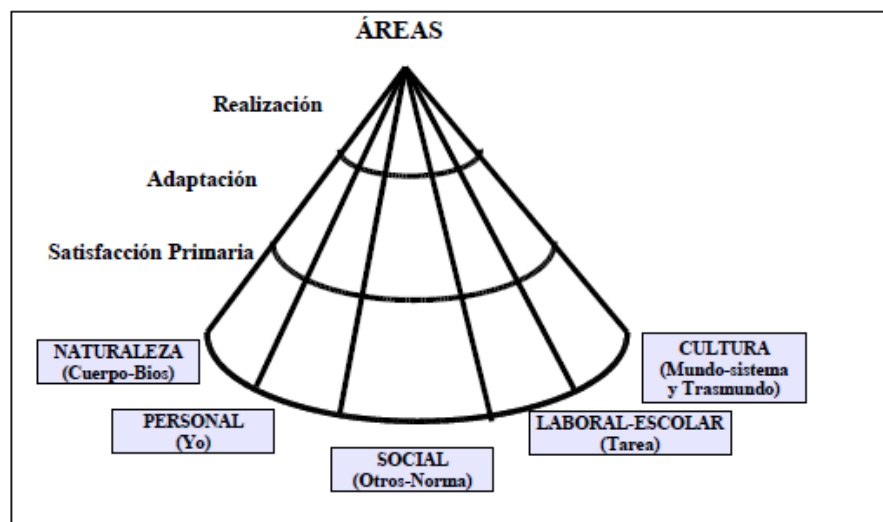 ÁREAS
Realización
Adaptación
Satisfacción Primaria
NATURALEZA
(Cuerpo-Bios)
PERSONAL
(Yo)
SOCIAL
(Otros-Norma)
LABORAL-ESCOLAR
(Tarea)
CULTURA
(Mundo-sistema
y Trasmundo)